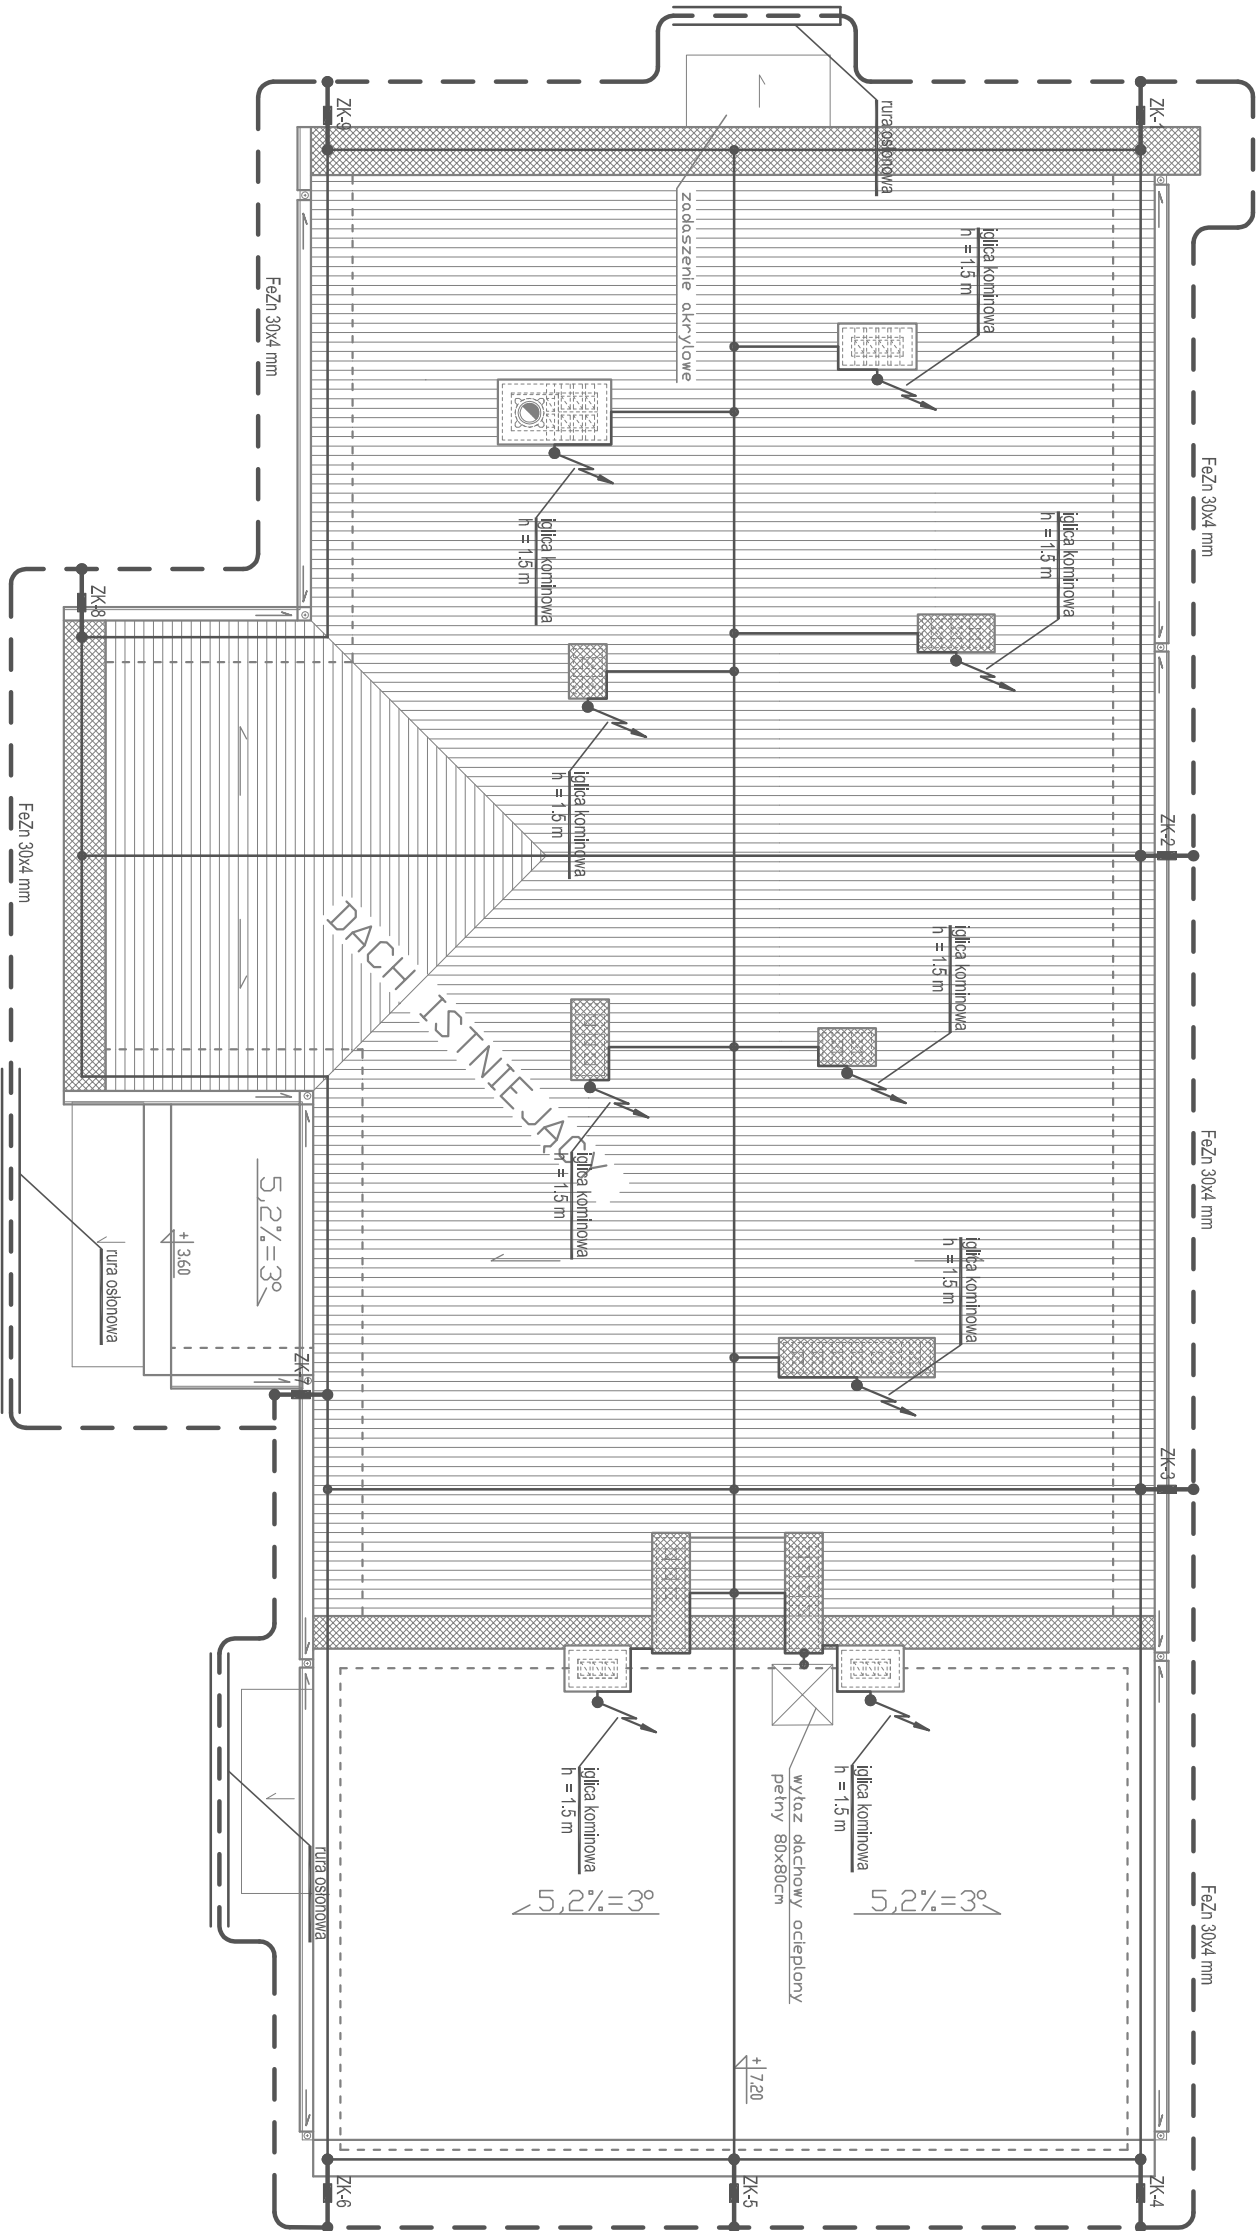 ZK-9
ZK-1
rura osłonowa
zadaszenie akrylowe
iglica kominowa
h = 1.5 m
FeZn 30x4 mm
FeZn 30x4 mm
iglica kominowa
h = 1.5 m
iglica kominowa
h = 1.5 m
ZK-8
iglica kominowa
h = 1.5 m
FeZn 30x4 mm
ZK-2
DACH ISTNIEJĄCY
iglica kominowa
h = 1.5 m
iglica kominowa
h = 1.5 m
FeZn 30x4 mm
5,2%=3°
+ 3.60
rura osłonowa
iglica kominowa
h = 1.5 m
ZK-7
ZK-3
iglica kominowa
h = 1.5 m
wyłaz dachowy ocieplony
pełny 80x80cm
iglica kominowa
h = 1.5 m
rura osłonowa
5,2%=3°
5,2%=3°
FeZn 30x4 mm
+ 7.20
ZK-6
ZK-5
ZK-4